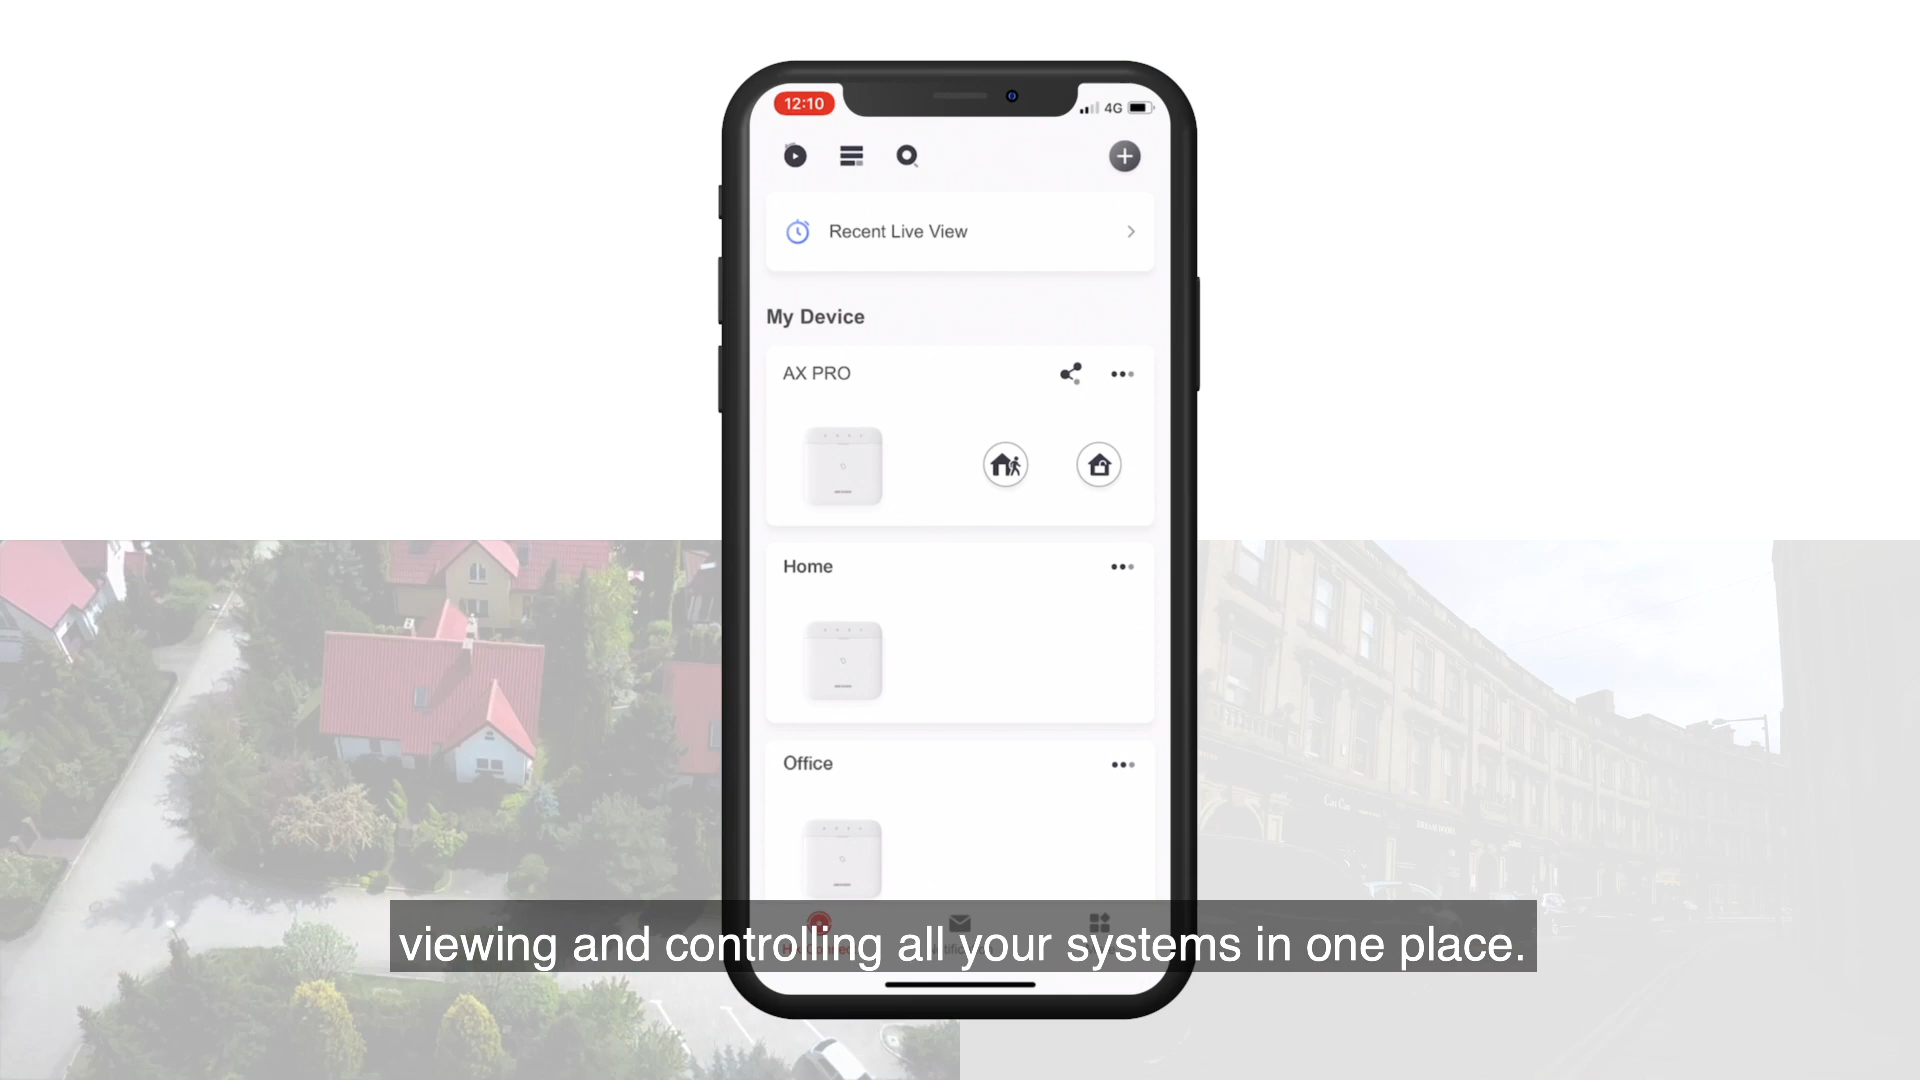 12:10
4G
Recent Live View
My Device
AX PRO
Home
Office
viewing and controlling all your systems in one place.